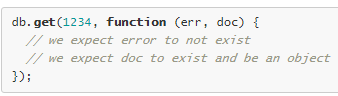 db.get(1234, function (err, doc) {
  // we expect error to not exist
  // we expect doc to exist and be an object
});